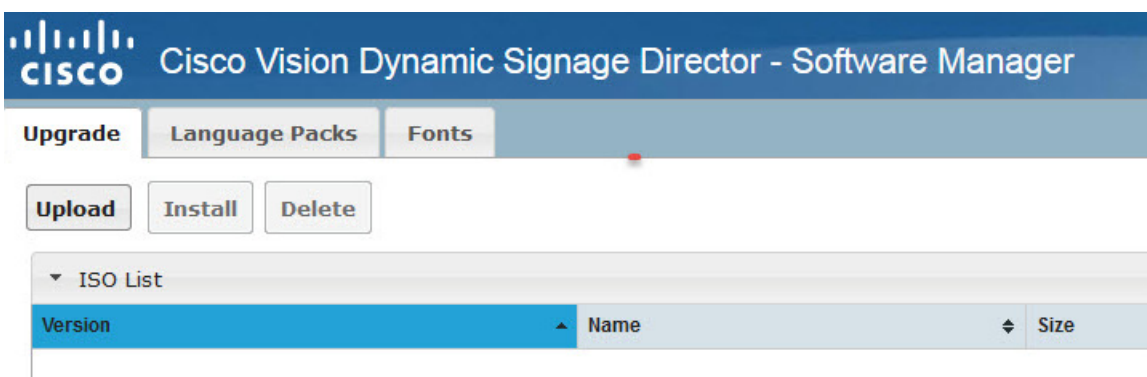 CISCO Cisco Vision Dynamic Signage Director - Software Manager
Upgrade Language Packs Fonts
Upload Install Delete
ISO List
Version Name Size